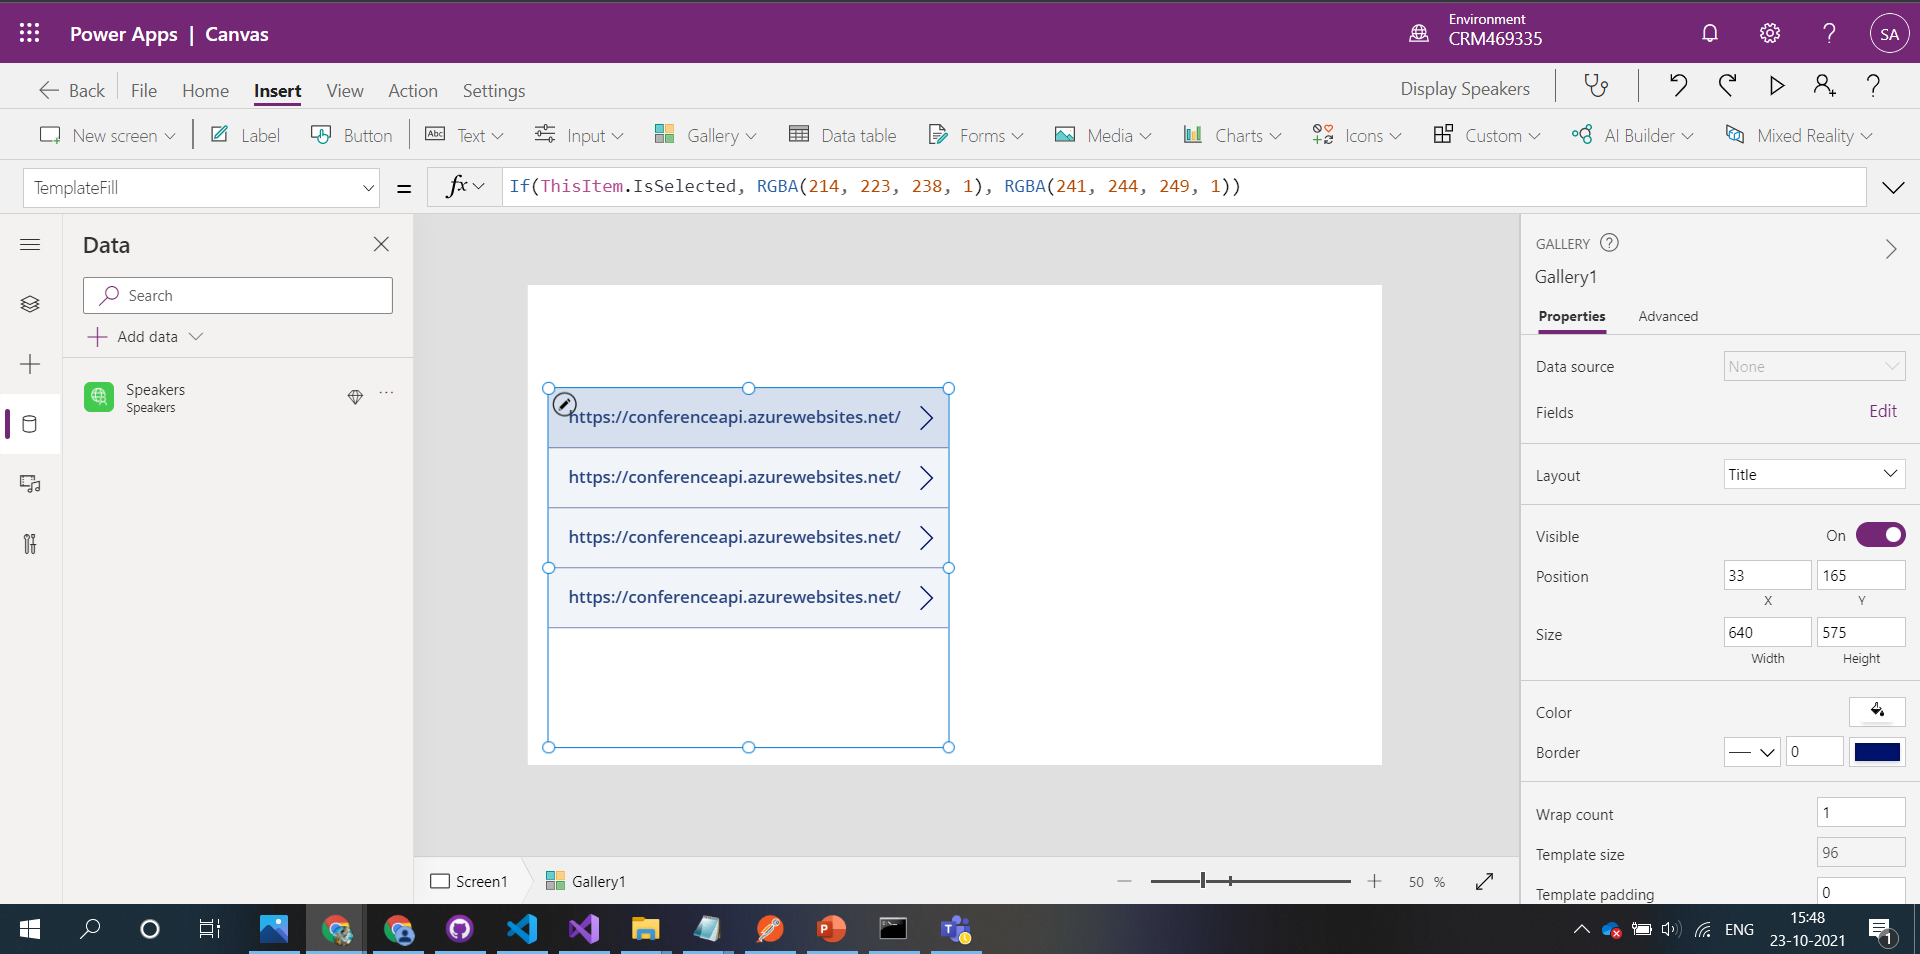 Power Apps | Canvas
Environment
CRM469335
SA
Back
File
Home
Insert
View
Action
Settings
Display Speakers
New screen
Label
Button
Abc
Text
Input
Gallery
Data table
Forms
Media
Charts
Icons
Custom
AI Builder
Mixed Reality
TemplateFill
=
fx
If(ThisItem.IsSelected, RGBA(214, 223, 238, 1), RGBA(241, 244, 249, 1))
Data
Search
Add data
Speakers
Speakers
https://conferenceapi.azurewebsites.net/
https://conferenceapi.azurewebsites.net/
https://conferenceapi.azurewebsites.net/
https://conferenceapi.azurewebsites.net/
Screen1
Gallery1
50 %
GALLERY
Gallery1
Properties
Advanced
Data source
None
Fields
Edit
Layout
Title
Visible
On
Position
33
165
X
Y
Size
640
575
Width
Height
Color
Border
0
Wrap count
1
Template size
96
Template padding
0
ENG
15:48
23-10-2021
1